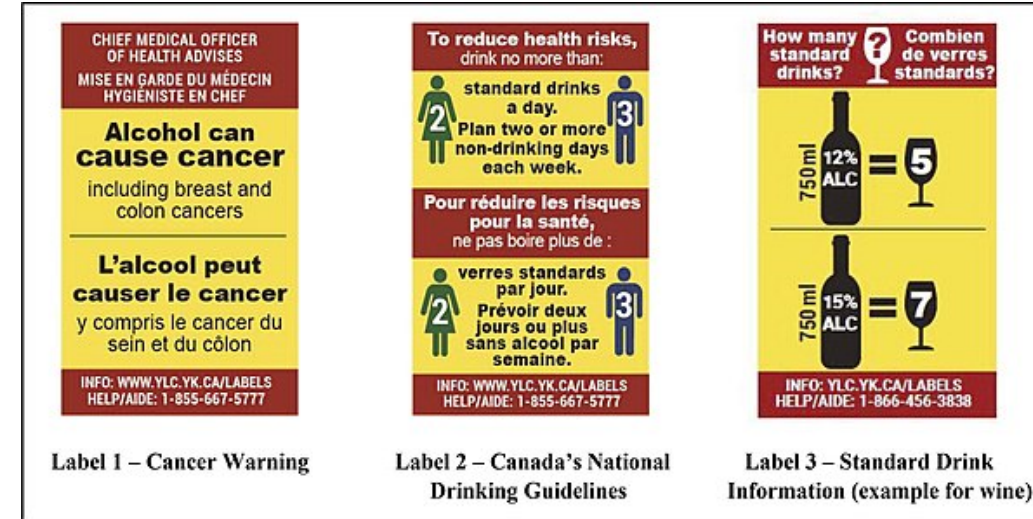 CHIEF MEDICAL OFFICER
OF HEALTH ADVISES
MISE EN GARDE DU MÉDECIN
HYGIÉNISTE EN CHEF
Alcohol can
cause cancer
including breast and
colon cancers
L'alcool peut
causer le cancer
y compris le cancer du
sein et du côlon
INFO: WWW.YLC.YK.CA/LABELS
HELP/AIDE: 1-855-667-5777
Label 1 – Cancer Warning
To reduce health risks,
drink no more than:
2
standard drinks
a day.
Plan two or more
non-drinking days
each week.
3
Pour réduire les risques
pour la santé,
ne pas boire plus de :
2
verres standards
par jour.
Prévoir deux
jours ou plus
sans alcool par
semaine.
3
INFO: WWW.YLC.YK.CA/LABELS
HELP/AIDE: 1-855-667-5777
Label 2 – Canada's National
Drinking Guidelines
How many
standard
drinks?
?
Combien
de verres
standards?
750 ml
12%
ALC
=
5
750 ml
15%
ALC
=
7
INFO: YLC.YK.CA/LABELS
HELP/AIDE: 1-866-456-3838
Label 3 – Standard Drink
Information (example for wine)